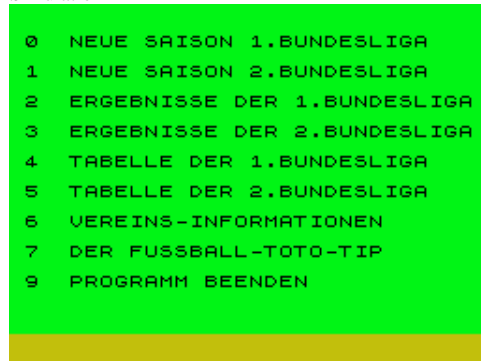 0 NEUE SAISON 1.BUNDESLIGA
1 NEUE SAISON 2.BUNDESLIGA
2 ERGEBNISSE DER 1.BUNDESLIGA
3 ERGEBNISSE DER 2.BUNDESLIGA
4 TABELLE DER 1.BUNDESLIGA
5 TABELLE DER 2.BUNDESLIGA
6 VEREINS-INFORMATIONEN
7 DER FUSSBALL-TOTO-TIP
9 PROGRAMM BEENDEN